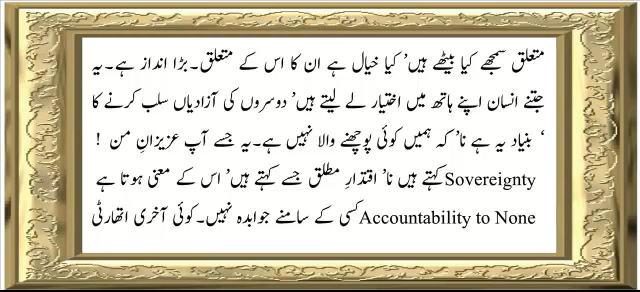 متعلق سمجھے کیا بیٹھے ہیں’ کیا خیال ہے ان کا اس کے متعلق۔بڑا انداز ہے۔یہ
جتنے انسان اپنے ہاتھ میں اختیار لے لیتے ہیں’ دوسروں کی آزادیاں سلب کرنے کا
‘ بنیاد یہ ہے نا’ کہ ہمیں کوئی پوچھنے والا نہیں ہے۔یہ جسے آپ عزیزانِ من !
Sovereignty کہتے ہیں نا’ اقتدارِ مطلق جسے کہتے ہیں’ اس کے معنی ہوتا ہے
Accountability to None کسی کے سامنے جوابدہ نہیں۔کوئی آخری اتھارٹی